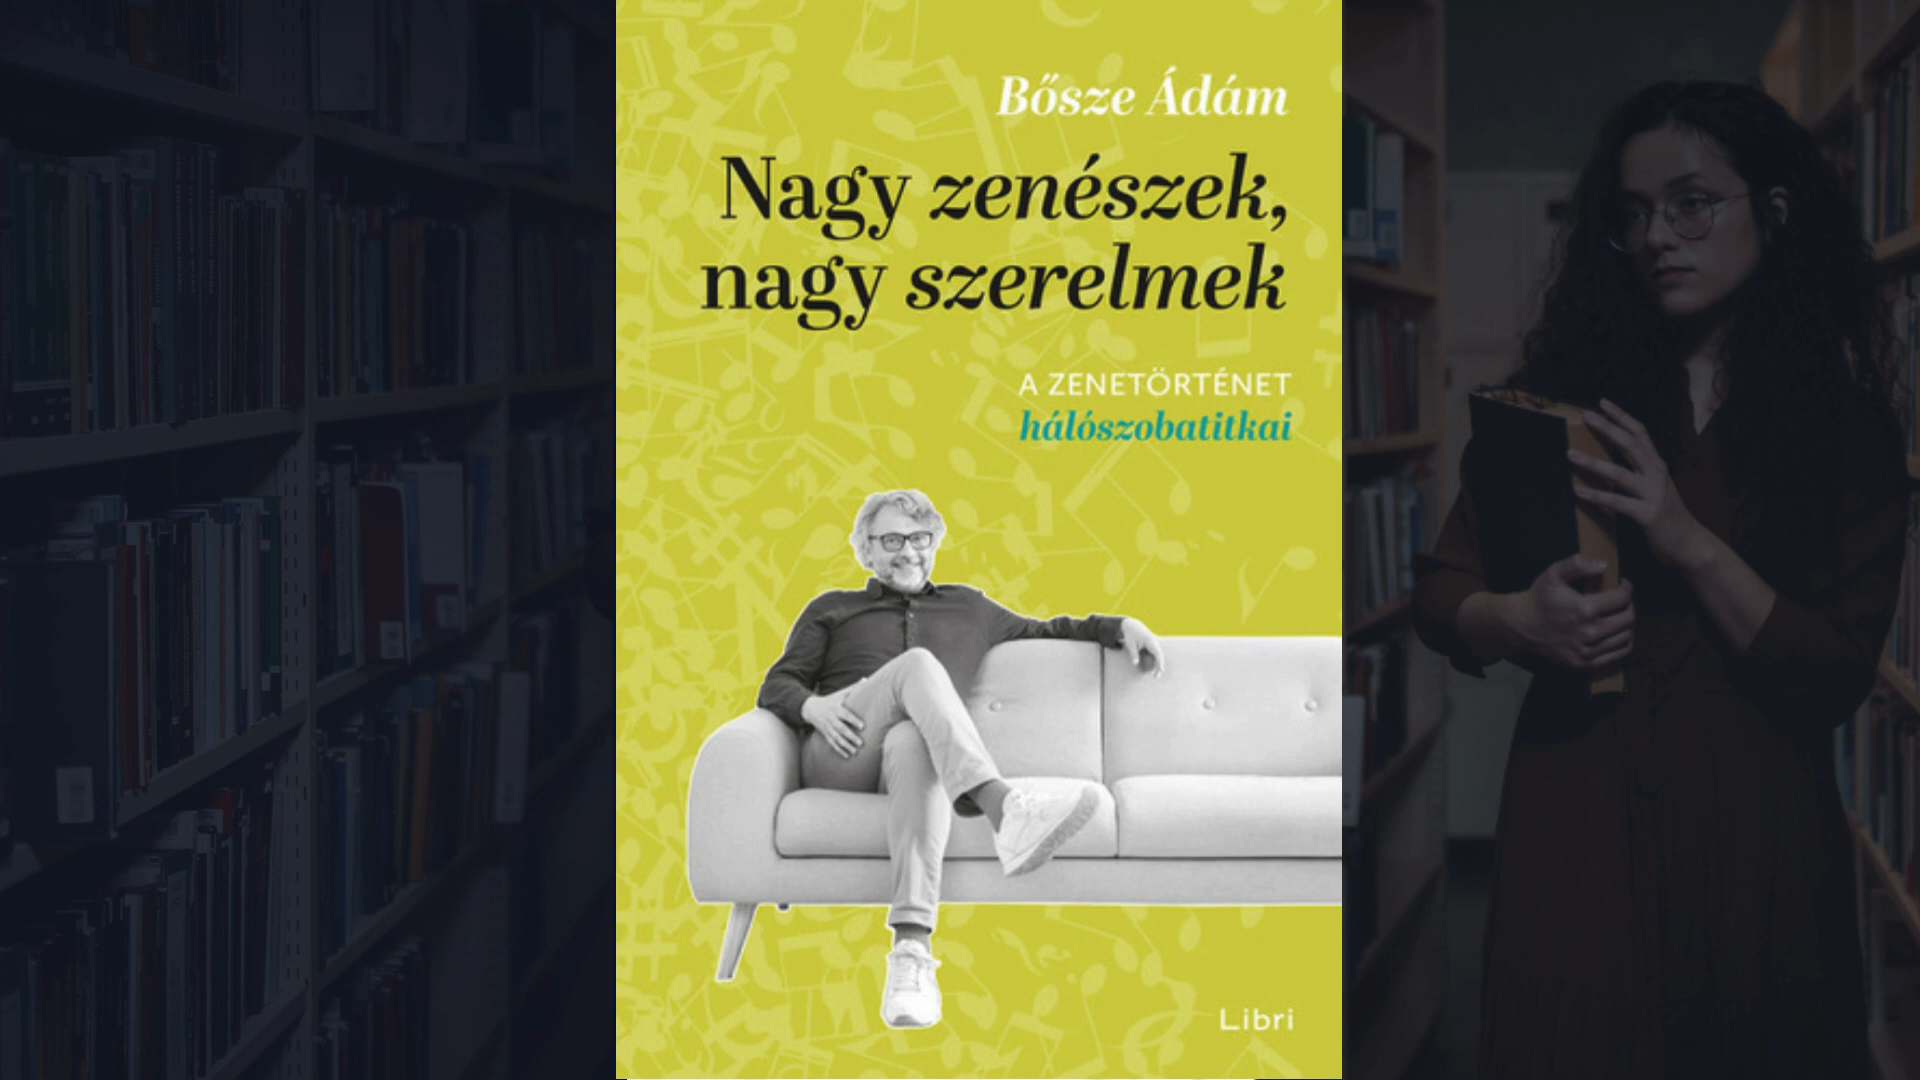 Bősze Ádám
Nagy zenészek,
nagy szerelmek
A ZENETÖRTÉNET
hálószobatitkai
Libri